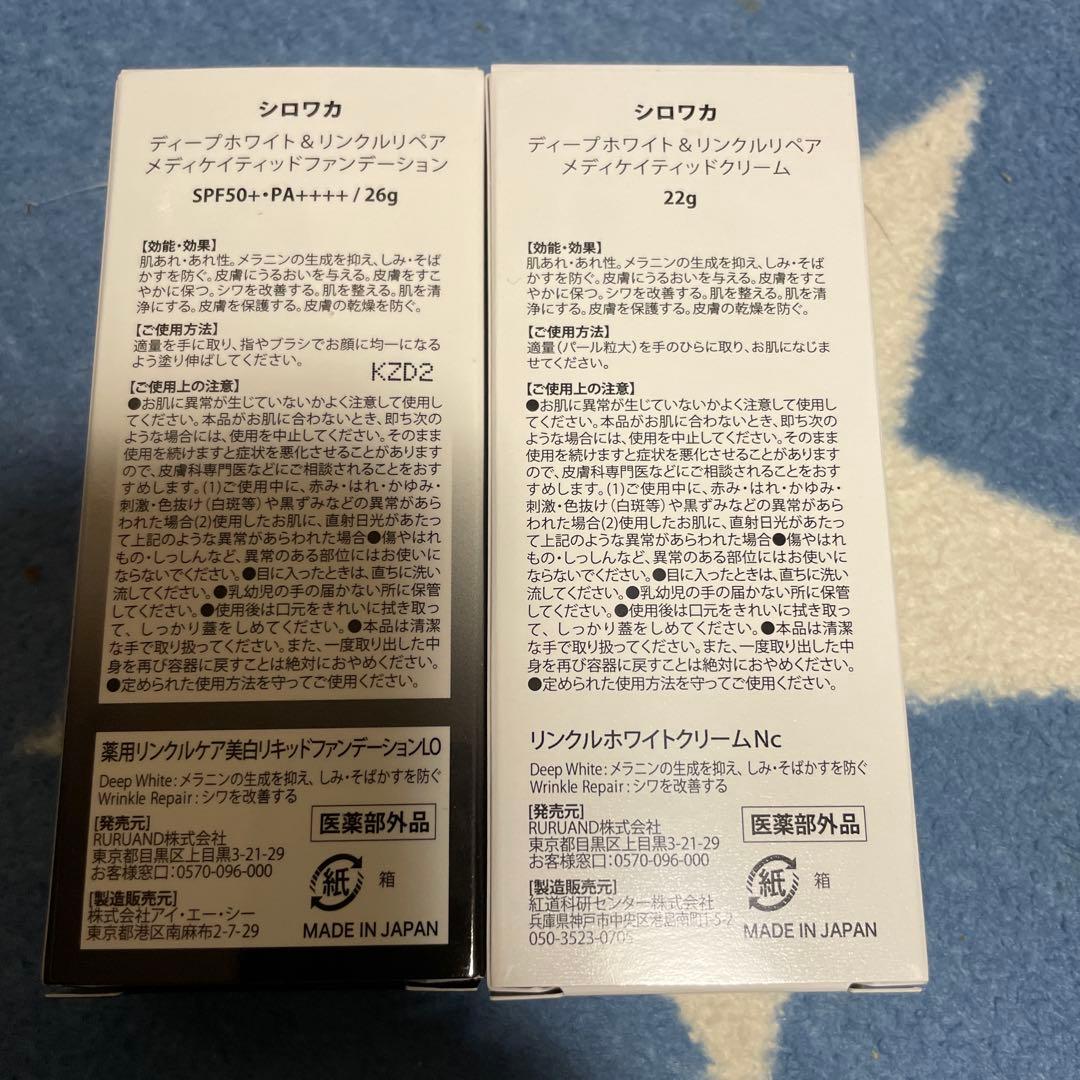 シロワカ
ディープホワイト＆リンクルリペア
メディケイティッドファンデーション
SPF50+・PA++++ / 26g
【効能・効果】
肌あれ・あれ性。メラニンの生成を抑え、しみ・そば
かすを防ぐ。皮膚にうるおいを与える。皮膚をすこ
やかに保つ。シワを改善する。肌を整える。肌を清
浄にする。皮膚を保護する。皮膚の乾燥を防ぐ。
【ご使用方法】
適量を手に取り、指やブラシでお顔に均一になる
よう塗り伸ばしてください。
KZD2
【ご使用上の注意】
●お肌に異常が生じていないかよく注意して使用し
てください。本品がお肌に合わないとき、即ち次の
ような場合には、使用を中止してください。そのまま
使用を続けますと症状を悪化させることがあります
ので、皮膚科専門医などにご相談されることをおす
すめします。(1)ご使用中に、赤み・はれ・かゆみ・
刺激・色抜け（白斑等）や黒ずみなどの異常があら
われた場合(2)使用したお肌に、直射日光があたっ
て上記のような異常があらわれた場合●傷やはれ
もの・しっしんなど、異常のある部位にはお使いに
ならないでください。●目に入ったときは、直ちに洗い
流してください。●乳幼児の手の届かない所に保管
してください。●使用後は口元をきれいに拭き取っ
て、しっかり蓋をしめてください。●本品は清潔
な手で取り扱ってください。また、一度取り出した中
身を再び容器に戻すことは絶対におやめください。
●定められた使用方法を守ってご使用ください。
薬用リンクルケア美白リキッドファンデーションLO
Deep White：メラニンの生成を抑え、しみ・そばかすを防ぐ
Wrinkle Repair：シワを改善する
[発売元]
RURUAND株式会社
東京都目黒区上目黒3-21-29
お客様窓口：0570-096-000
医薬部外品
[製造販売元]
株式会社アイ・エー・シー
東京都港区南麻布2-7-29
紙 箱
MADE IN JAPAN
シロワカ
ディープホワイト＆リンクルリペア
メディケイティッドクリーム
22g
【効能・効果】
肌あれ・あれ性。メラニンの生成を抑え、しみ・そば
かすを防ぐ。皮膚にうるおいを与える。皮膚をすこ
やかに保つ。シワを改善する。肌を整える。肌を清
浄にする。皮膚を保護する。皮膚の乾燥を防ぐ。
【ご使用方法】
適量（パール粒大）を手のひらに取り、お肌になじま
せてください。
【ご使用上の注意】
●お肌に異常が生じていないかよく注意して使用し
てください。本品がお肌に合わないとき、即ち次の
ような場合には、使用を中止してください。そのまま
使用を続けますと症状を悪化させることがあります
ので、皮膚科専門医などにご相談されることをおす
すめします。(1)ご使用中に、赤み・はれ・かゆみ・
刺激・色抜け（白斑等）や黒ずみなどの異常があら
われた場合(2)使用したお肌に、直射日光があたっ
て上記のような異常があらわれた場合●傷やはれ
もの・しっしんなど、異常のある部位にはお使いに
ならないでください。●目に入ったときは、直ちに洗い
流してください。●乳幼児の手の届かない所に保管
してください。●使用後は口元をきれいに拭き取っ
て、しっかり蓋をしめてください。●本品は清潔
な手で取り扱ってください。また、一度取り出した中
身を再び容器に戻すことは絶対におやめください。
●定められた使用方法を守ってご使用ください。
リンクルホワイトクリームNc
Deep White：メラニンの生成を抑え、しみ・そばかすを防ぐ
Wrinkle Repair：シワを改善する
[発売元]
RURUAND株式会社
東京都目黒区上目黒3-21-29
お客様窓口：0570-096-000
医薬部外品
[製造販売元]
紅道科研センター株式会社
兵庫県神戸市中央区港島南町1-5-2
050-3523-0705
紙 箱
MADE IN JAPAN